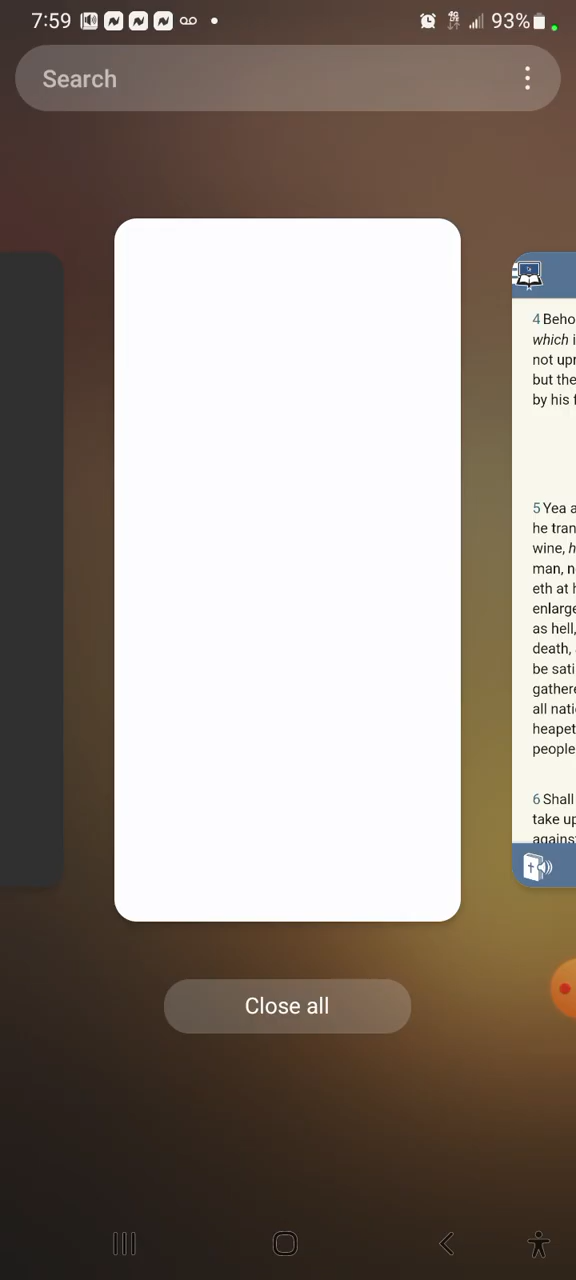 7:59 93%
Search
4 Beho
which i
not upr
but the
by his f
5 Yea a
he tran
wine, h
man, n
eth at h
enlarge
as hell,
death,
be sati
gathere
all nati
heapet
people
6 Shall
take up
agains
Close all